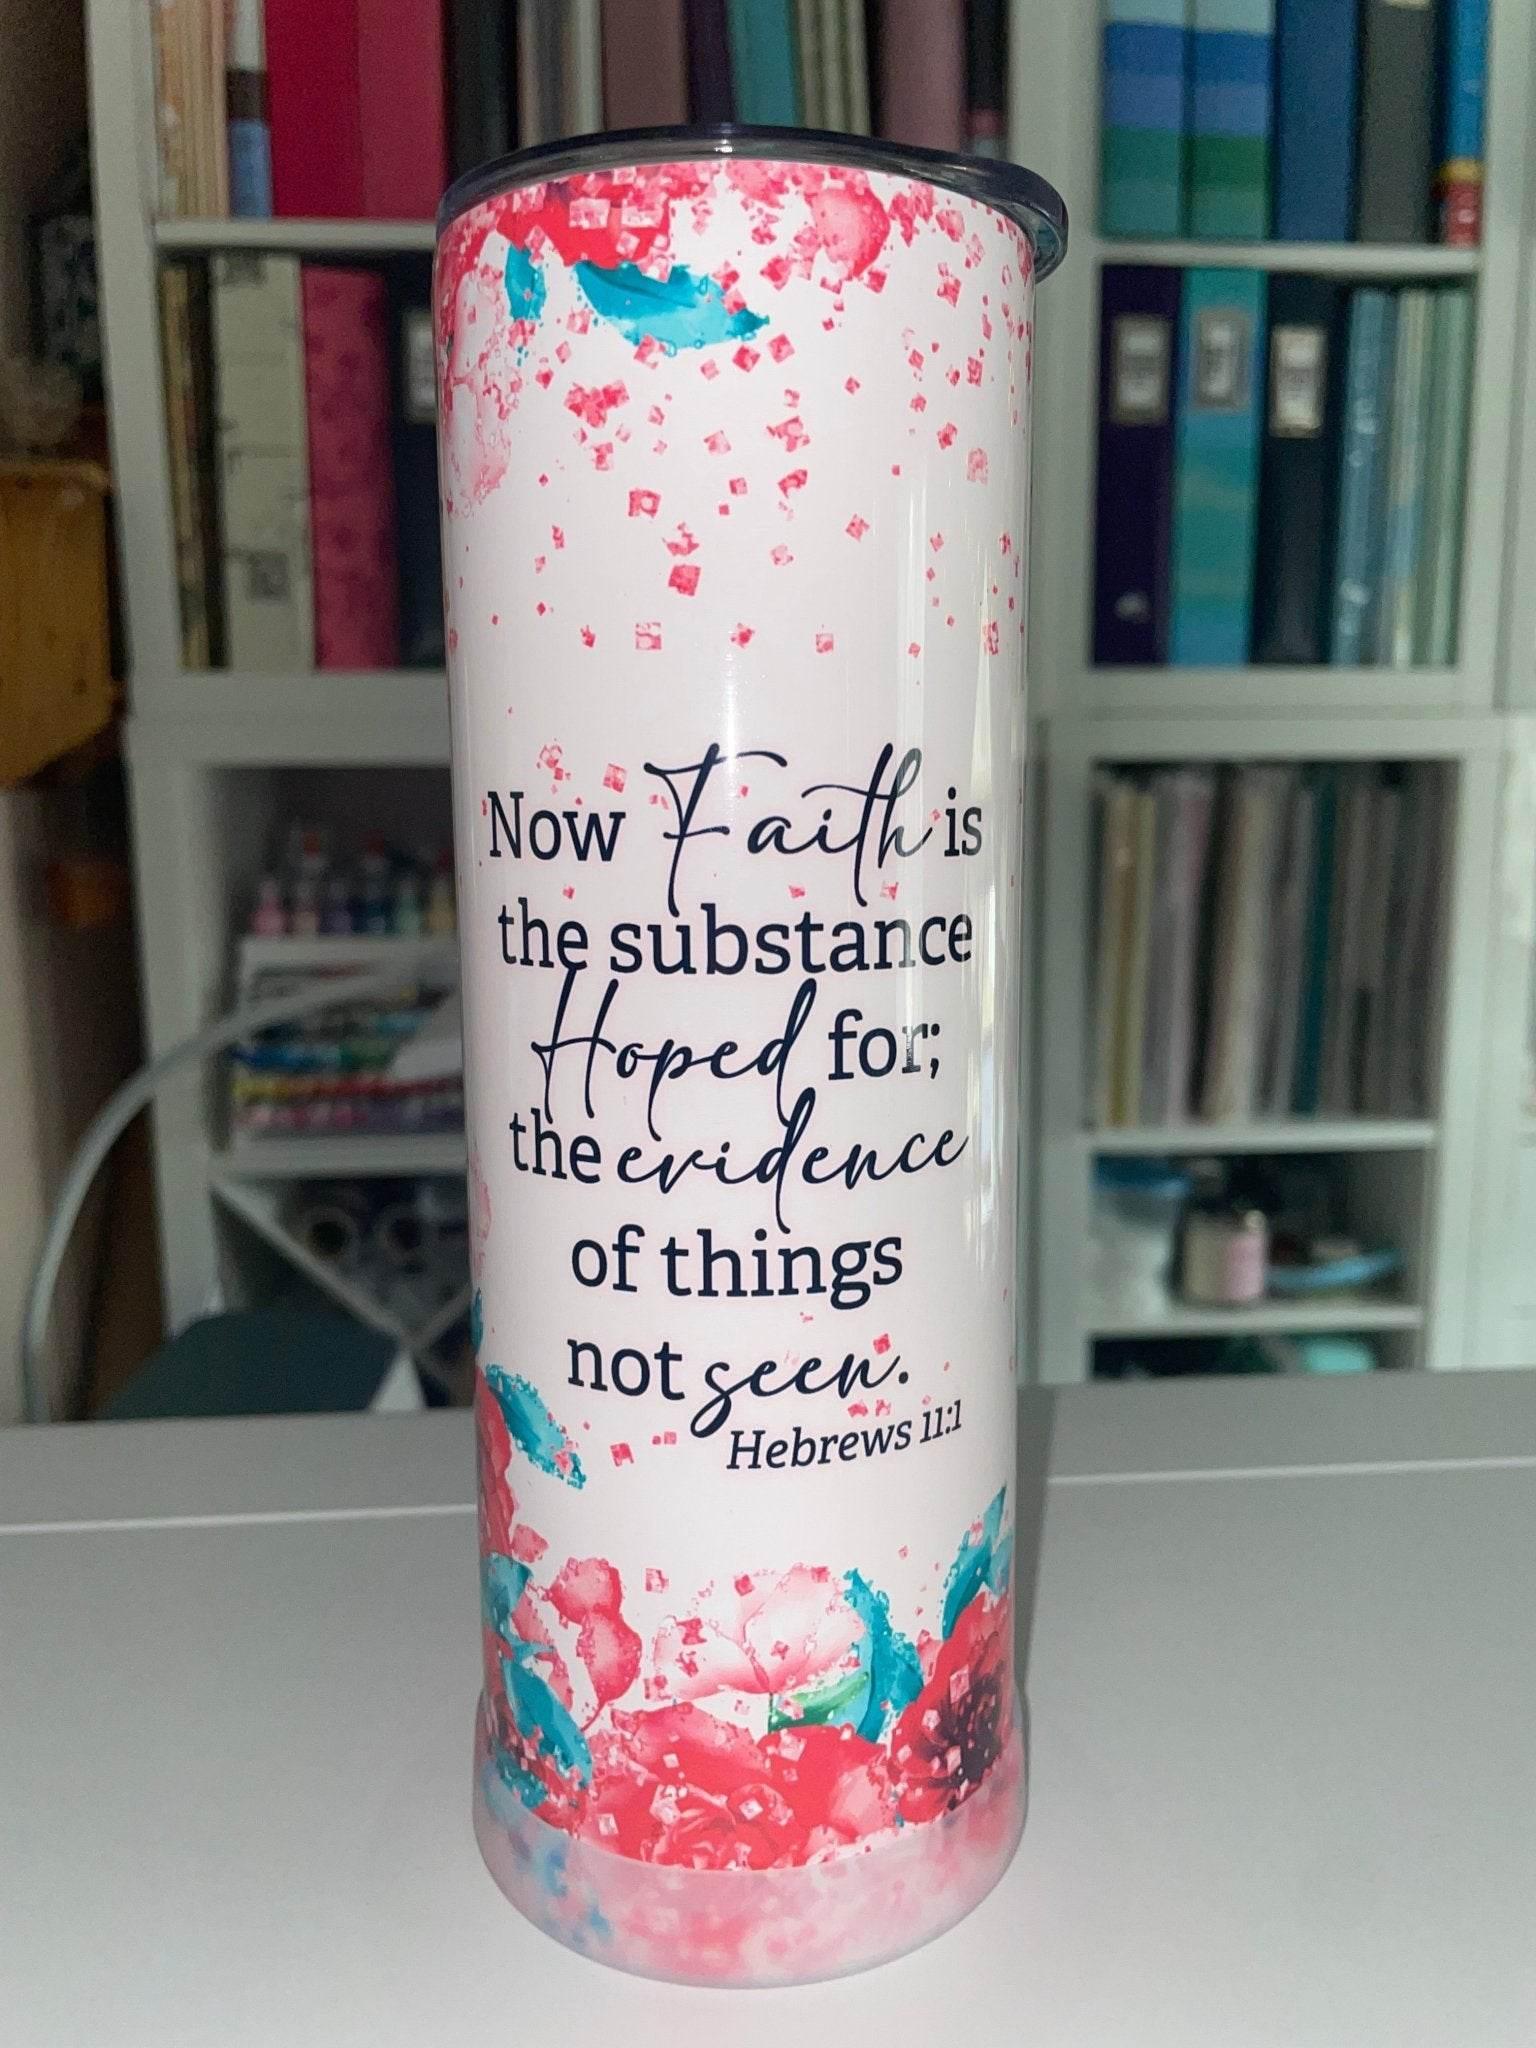 Now Faith is
the substance
Hoped for;
the evidence
of things
not seen.
Hebrews 11:1